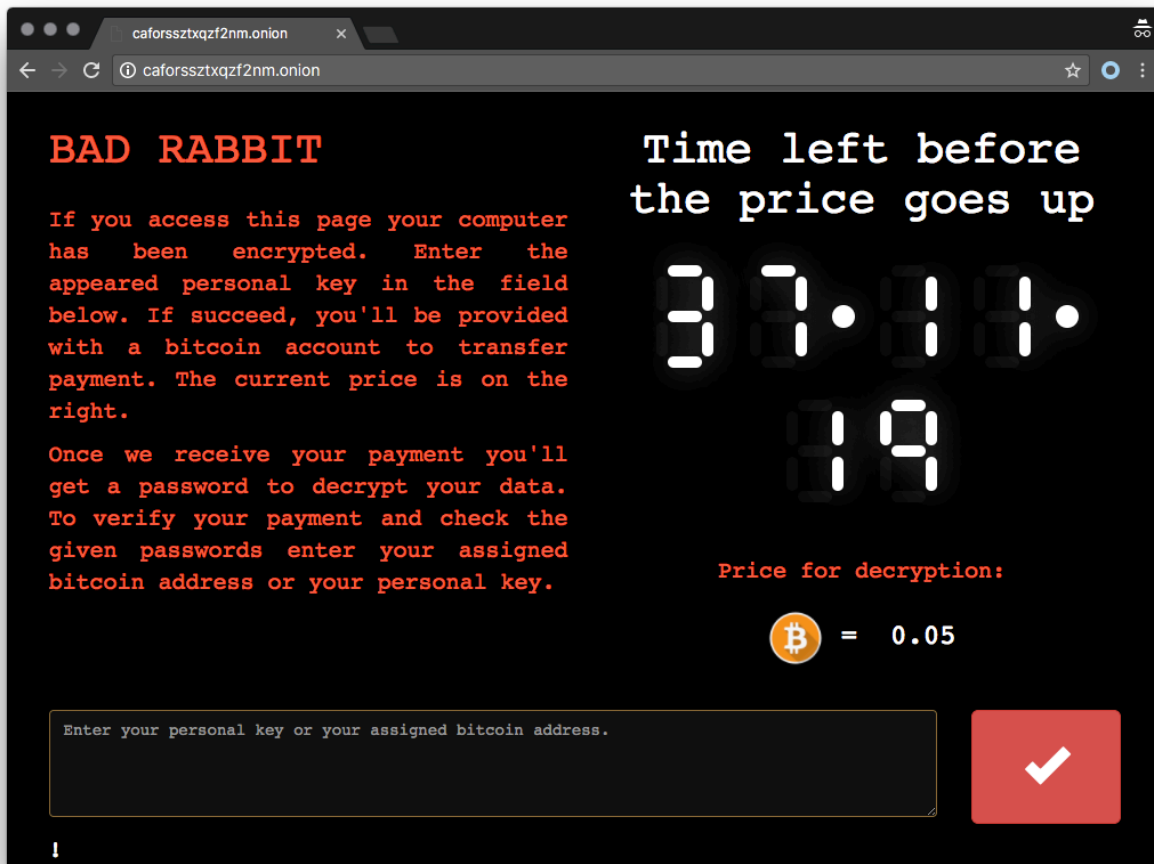 caforssztxqzf2nm.onion
caforssztxqzf2nm.onion
BAD RABBIT
If you access this page your computer
has been encrypted. Enter the
appeared personal key in the field
below. If succeed, you'll be provided
with a bitcoin account to transfer
payment. The current price is on the
right.
Once we receive your payment you'll
get a password to decrypt your data.
To verify your payment and check the
given passwords enter your assigned
bitcoin address or your personal key.
Time left before
the price goes up
37·11·
19
Price for decryption:
= 0.05
Enter your personal key or your assigned bitcoin address.
!